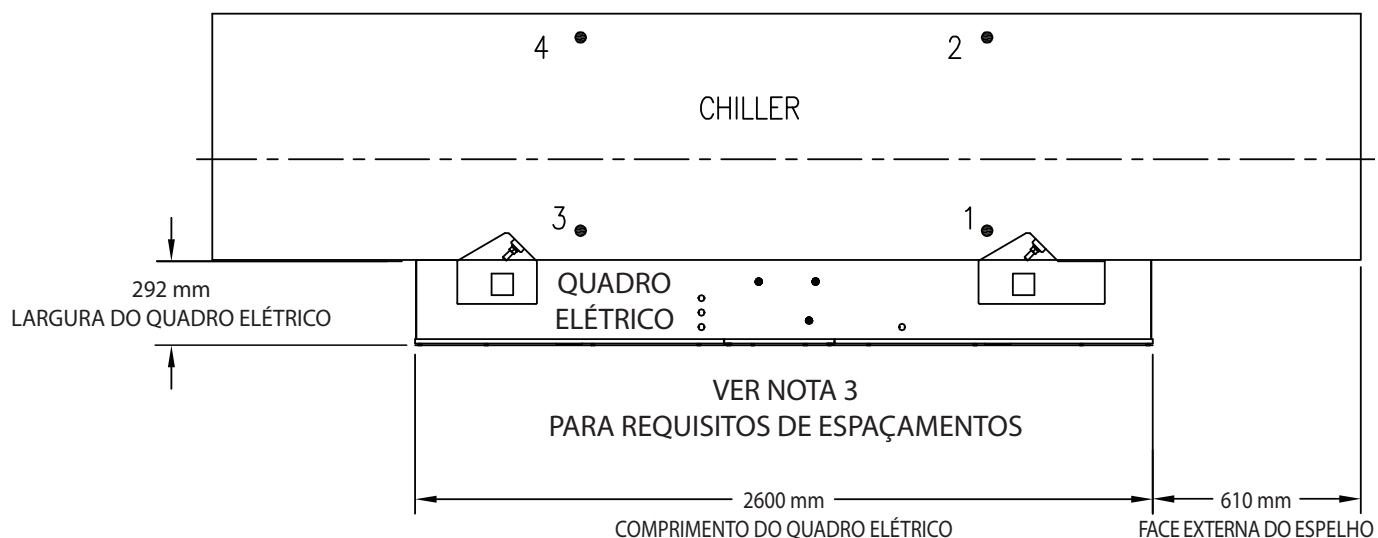 4
2
CHILLER
3
1
292 mm
LARGURA DO QUADRO ELÉTRICO
QUADRO
ELÉTRICO
VER NOTA 3
PARA REQUISITOS DE ESPAÇAMENTOS
2600 mm
COMPRIMENTO DO QUADRO ELÉTRICO
610 mm
FACE EXTERNA DO ESPELHO